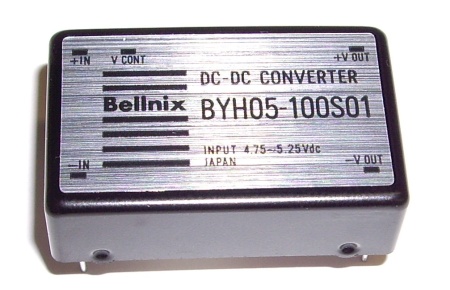 +IN V CONT +V OUT
DC-DC CONVERTER
Bellnix BYH05-100S01
INPUT 4.75~5.25Vdc
JAPAN
−IN −V OUT